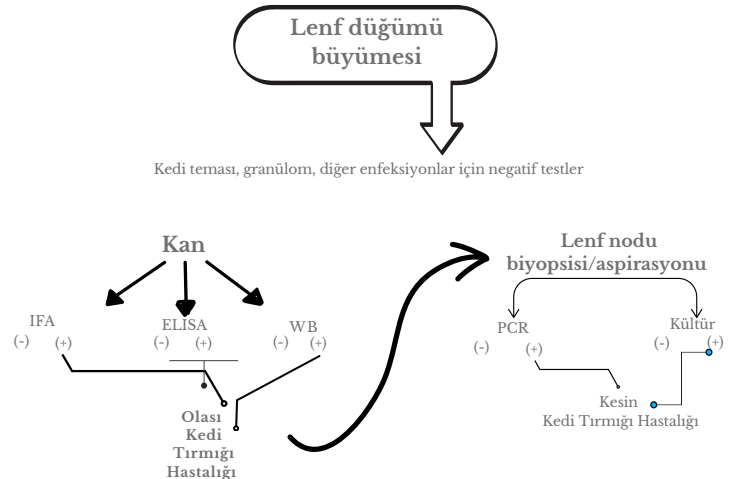 Lenf düğümü
büyümesi
Kedi teması, granülom, diğer enfeksiyonlar için negatif testler
Kan
IFA
(-) (+)
ELISA
(-) (+)
WB
(-) (+)
Olası
Kedi
Tırmığı
Hastalığı
Lenf nodu
biyopsisi/aspirasyonu
PCR
(-) (+)
Kültür
(-) (+)
Kesin
Kedi Tırmığı Hastalığı